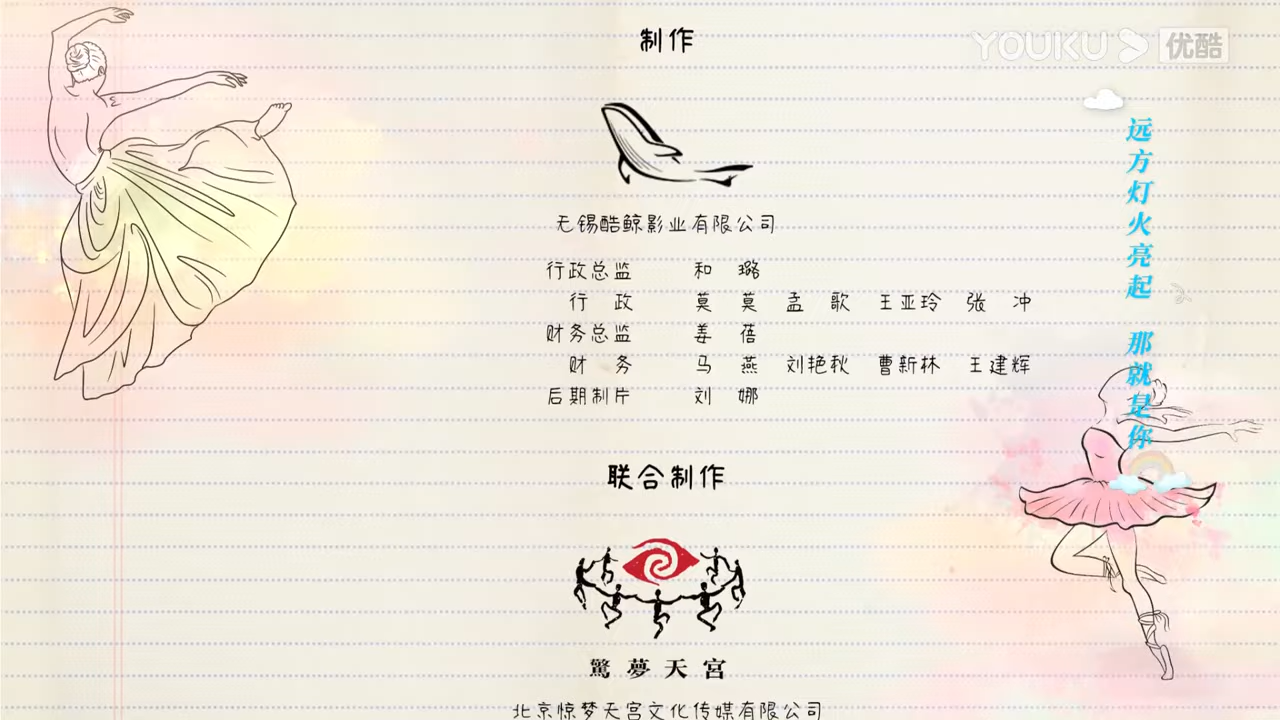 制作
YOUKU 优酷
无锡酷鲸影业有限公司
行政总监 和 璐
行 政 莫 莫 孟 歌 王亚玲 张 冲
财务总监 姜 蓓
财 务 马 燕 刘艳秋 曹新林 王建辉
后期制片 刘 娜
联合制作
驚夢天宮
北京惊梦天宫文化传媒有限公司
远方灯火亮起 那就是你